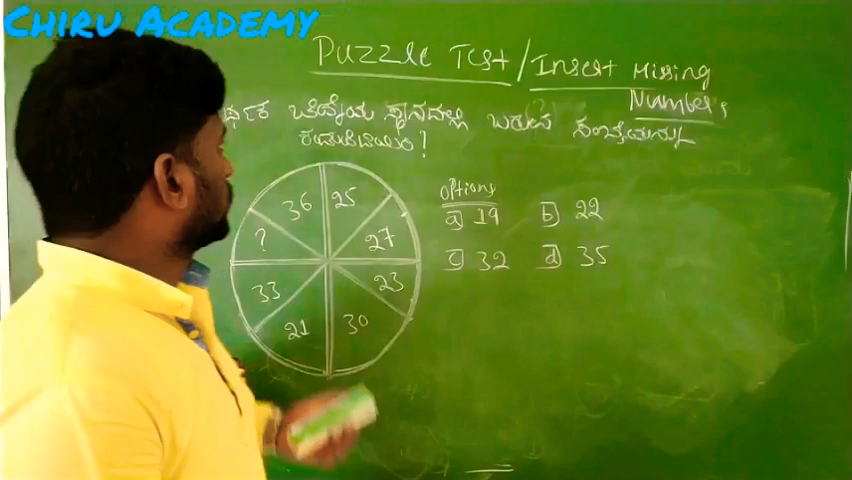 CHIRU ACADEMY
Puzzle Test/Insert Missing
Number,
ಚಿಹ್ನೆಯ ಸ್ಥಾನದಲ್ಲಿ ಬರುವ ಸಂಖ್ಯೆಯನ್ನು
ಕಂಡುಹಿಡಿಯಿರಿ?
36 25
? 27
33 23
21 30
Options
a) 19 b) 22
c) 32 d) 35